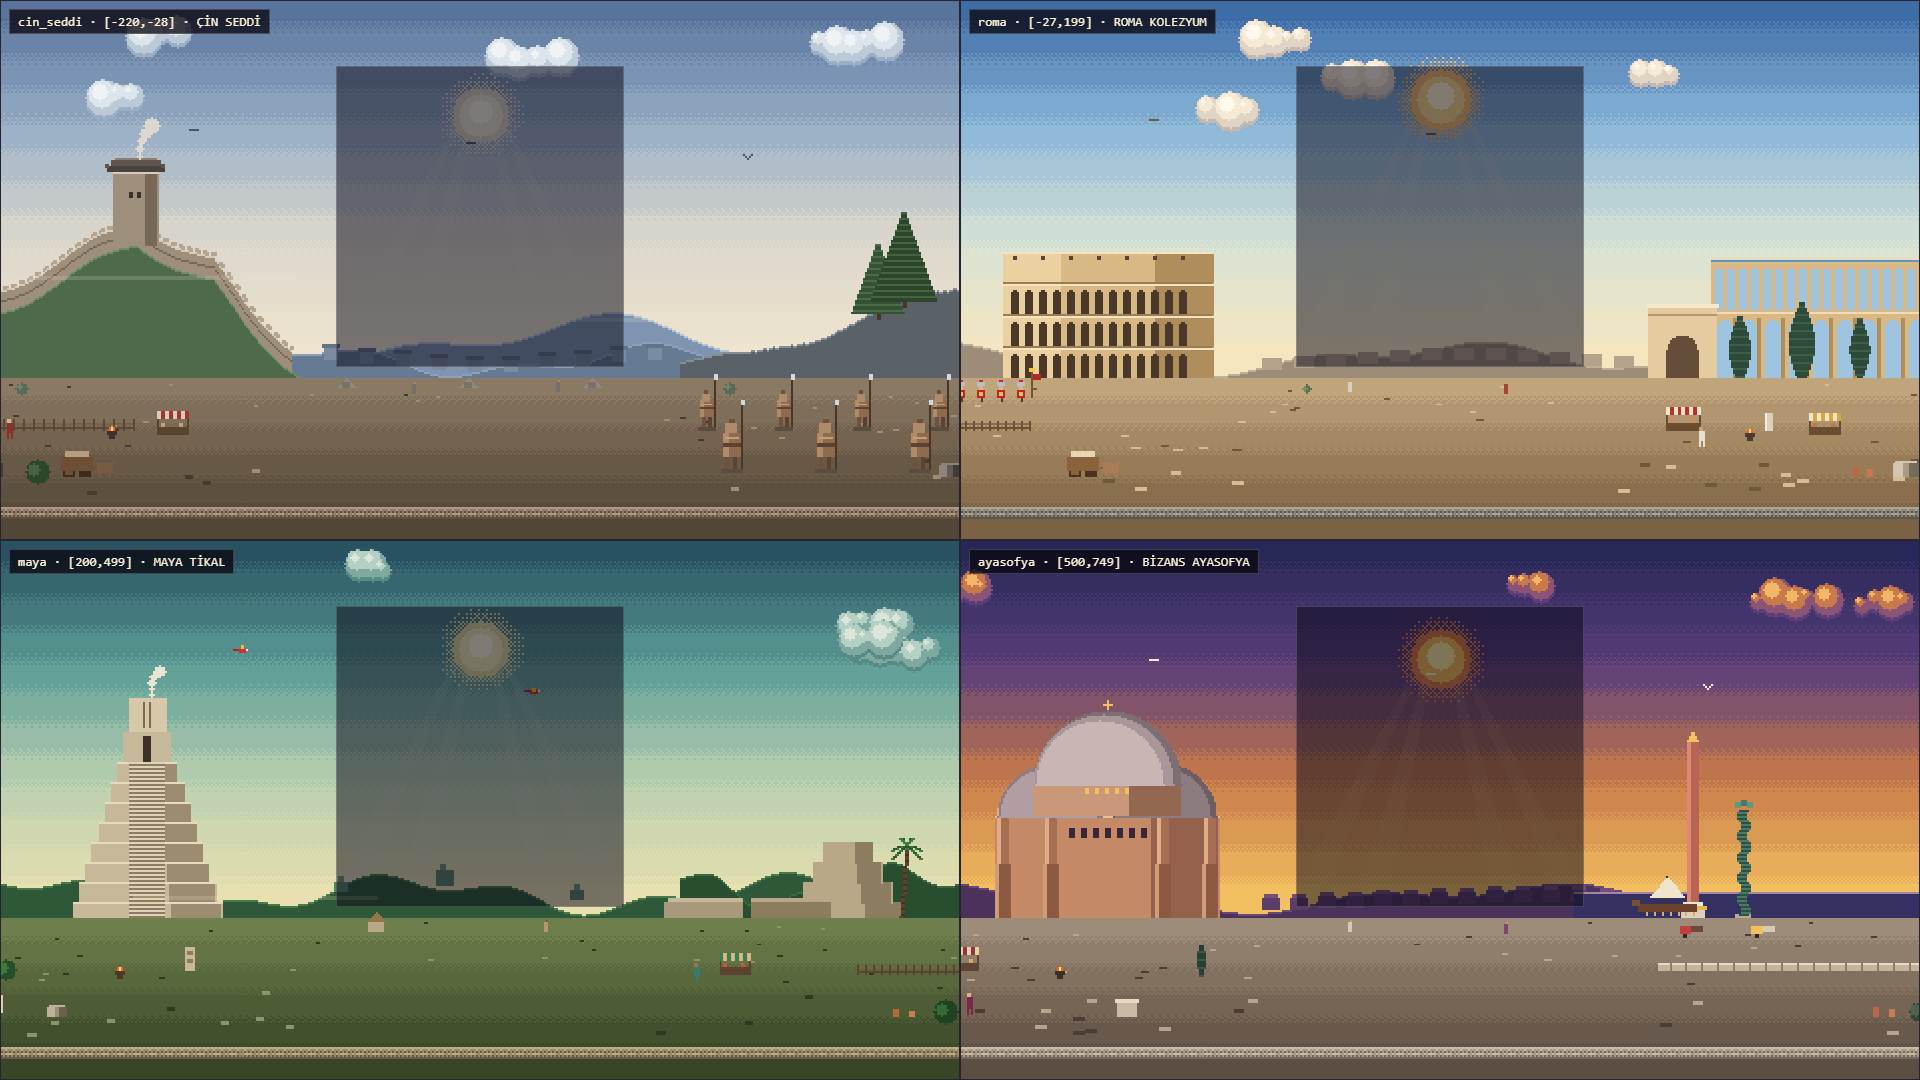 cin_seddi · [-220,-28] · ÇİN SEDDİ
roma · [-27,199] · ROMA KOLEZYUM
maya · [200,499] · MAYA TİKAL
ayasofya · [500,749] · BİZANS AYASOFYA